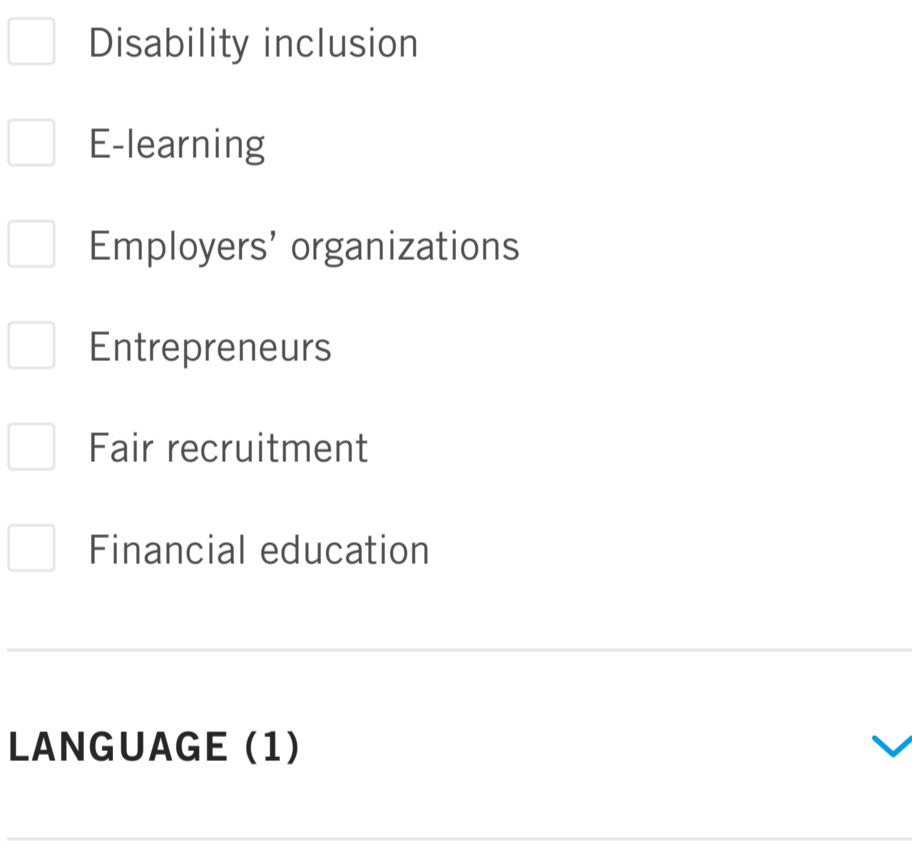 Disability inclusion
E-learning
Employers’ organizations
Entrepreneurs
Fair recruitment
Financial education
LANGUAGE (1)